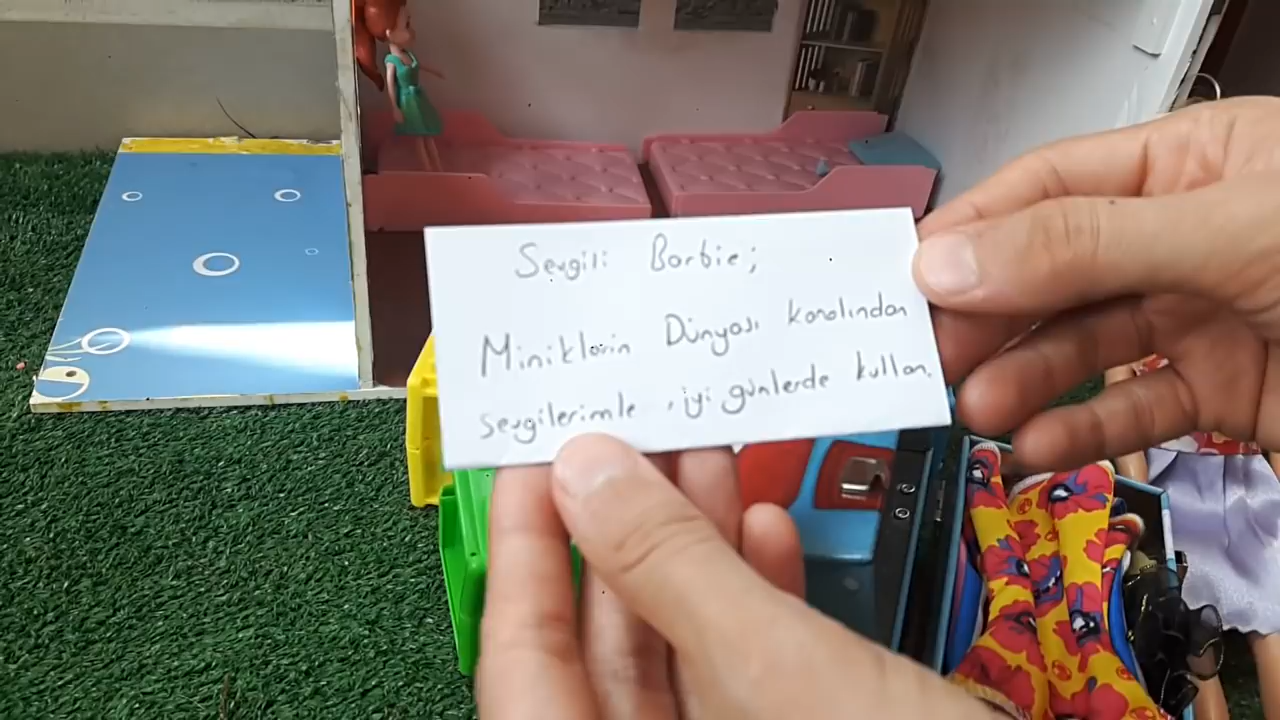 Sevgili Barbie;
Miniklerin Dünyası kanalından
sevgilerimle, iyi günlerde kullan.